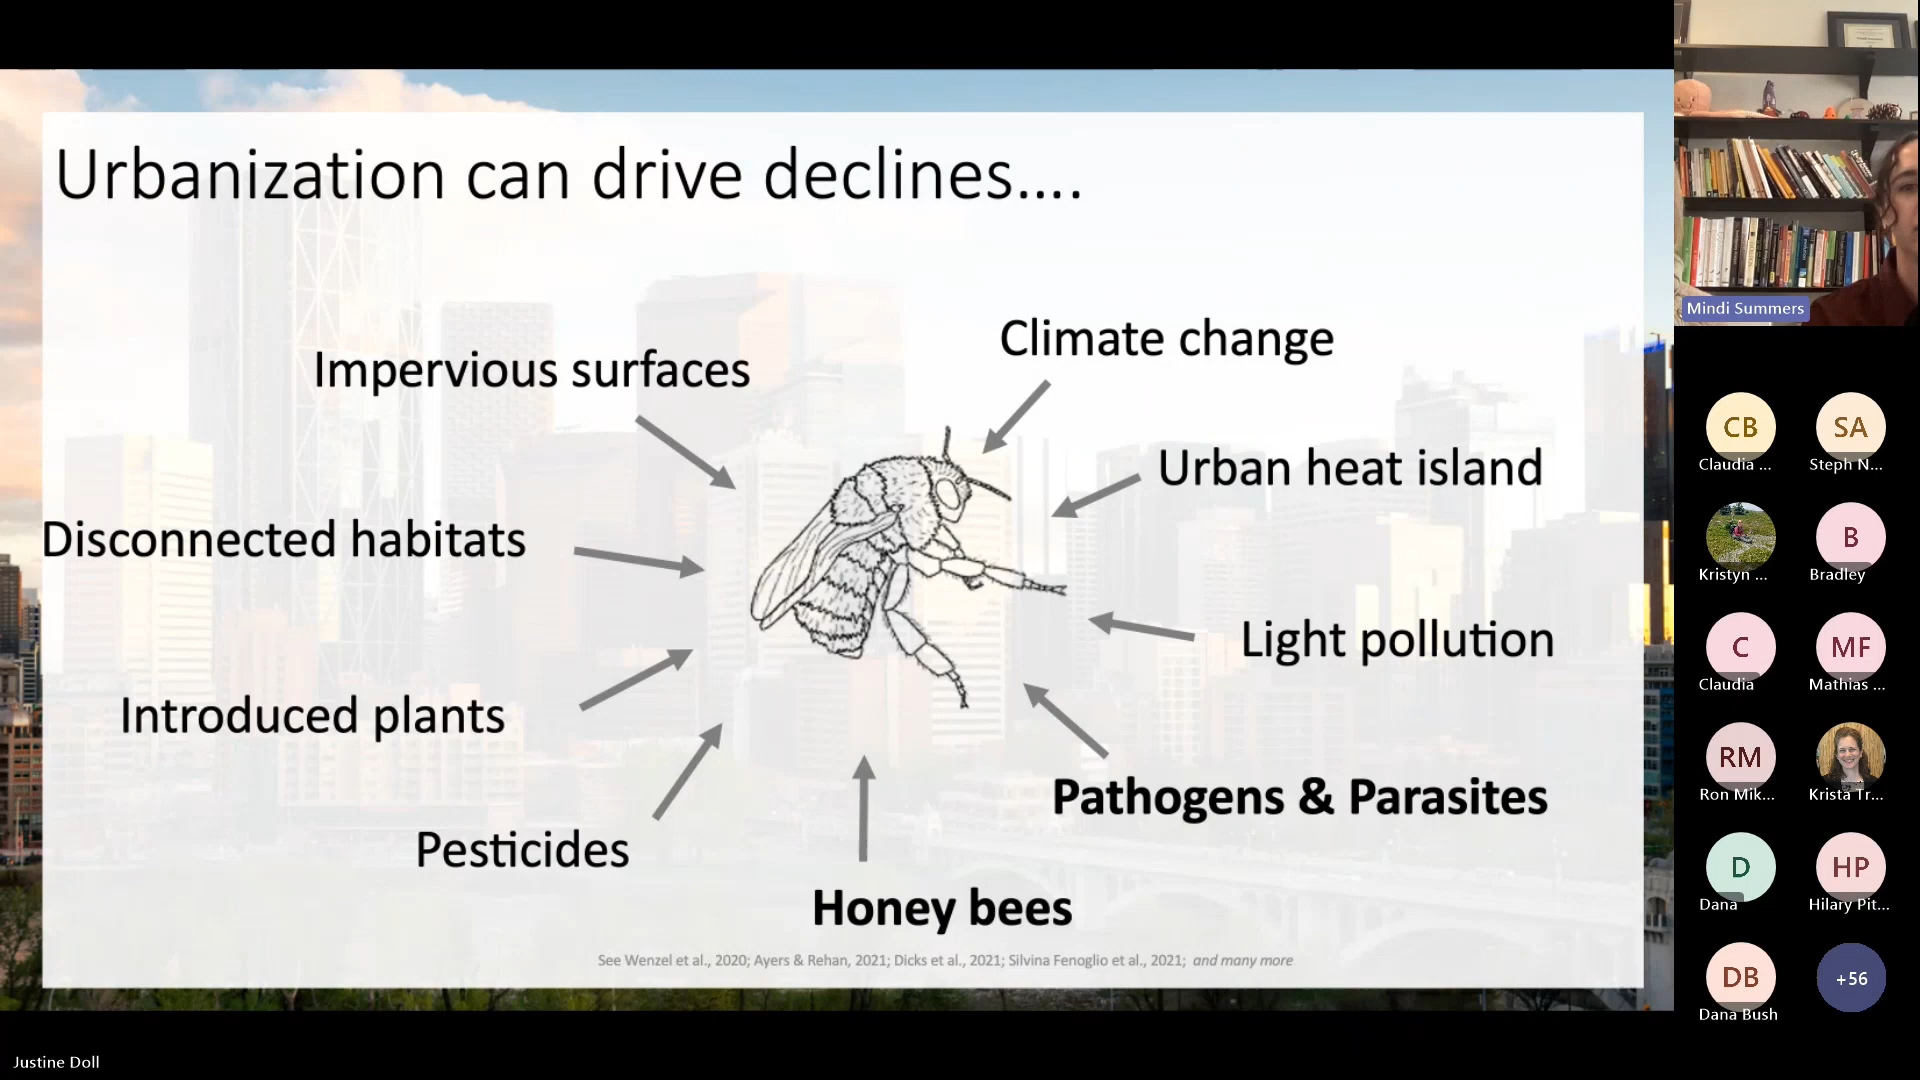 Urbanization can drive declines....
Climate change
Impervious surfaces
Urban heat island
Disconnected habitats
Light pollution
Introduced plants
Pathogens & Parasites
Pesticides
Honey bees
See Wenzel et al., 2020; Ayers & Rehan, 2021; Dicks et al., 2021; Silvina Fenoglio et al., 2021; and many more
Justine Doll
Mindi Summers
CB
SA
Claudia ...
Steph N...
B
Kristyn ...
Bradley
C
MF
Claudia
Mathias ...
RM
Ron Mik...
Krista Tr...
D
HP
Dana
Hilary Pit...
DB
+56
Dana Bush